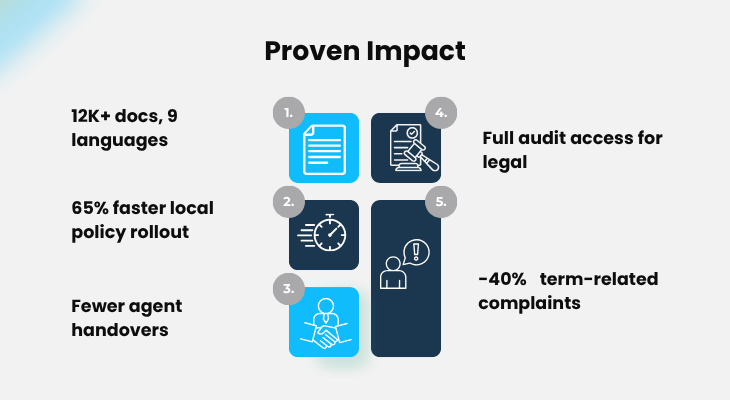 Proven Impact
1.
12K+ docs, 9
languages
2.
65% faster local
policy rollout
3.
Fewer agent
handovers
4.
Full audit access for
legal
5.
-40% term-related
complaints